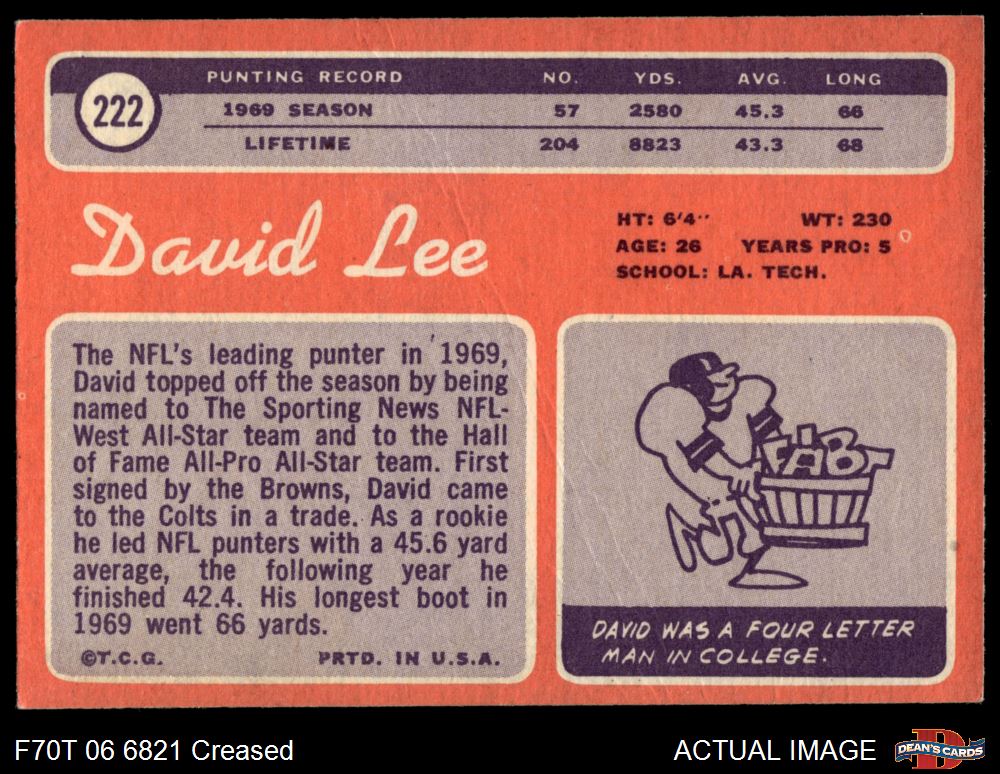 PUNTING RECORD NO. YDS. AVG. LONG
222
1969 SEASON 57 2580 45.3 66
LIFETIME 204 8823 43.3 68
David Lee
HT: 6'4" WT: 230
AGE: 26 YEARS PRO: 5
SCHOOL: LA. TECH.
The NFL's leading punter in 1969,
David topped off the season by being
named to The Sporting News NFL-
West All-Star team and to the Hall
of Fame All-Pro All-Star team. First
signed by the Browns, David came
to the Colts in a trade. As a rookie
he led NFL punters with a 45.6 yard
average, the following year he
finished 42.4. His longest boot in
1969 went 66 yards.
©T.C.G. PRTD. IN U.S.A.
DAVID WAS A FOUR LETTER
MAN IN COLLEGE.
F70T 06 6821 Creased
ACTUAL IMAGE
DEAN'S CARDS